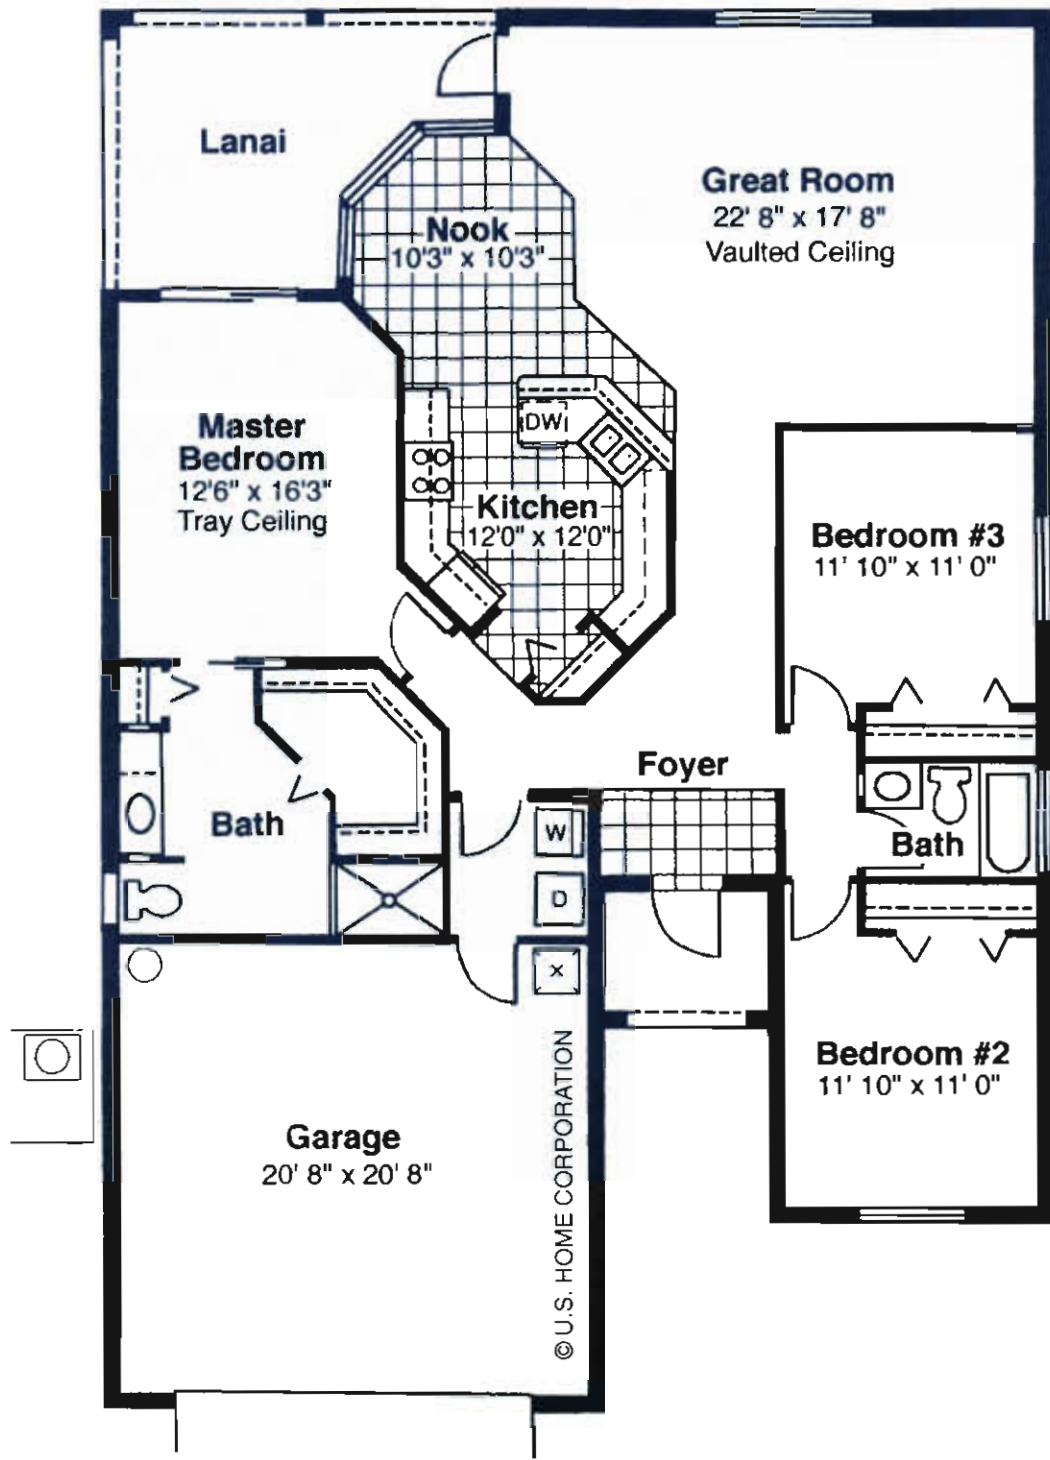 Lanai
Great Room
22' 8" x 17' 8"
Vaulted Ceiling
Nook
10'3" x 10'3"
Master
Bedroom
12'6" x 16'3"
Tray Ceiling
DW
Kitchen
12'0" x 12'0"
Bedroom #3
11' 10" x 11' 0"
Foyer
Bath
W
Bath
D
X
Bedroom #2
11' 10" x 11' 0"
Garage
20' 8" x 20' 8"
© U.S. HOME CORPORATION